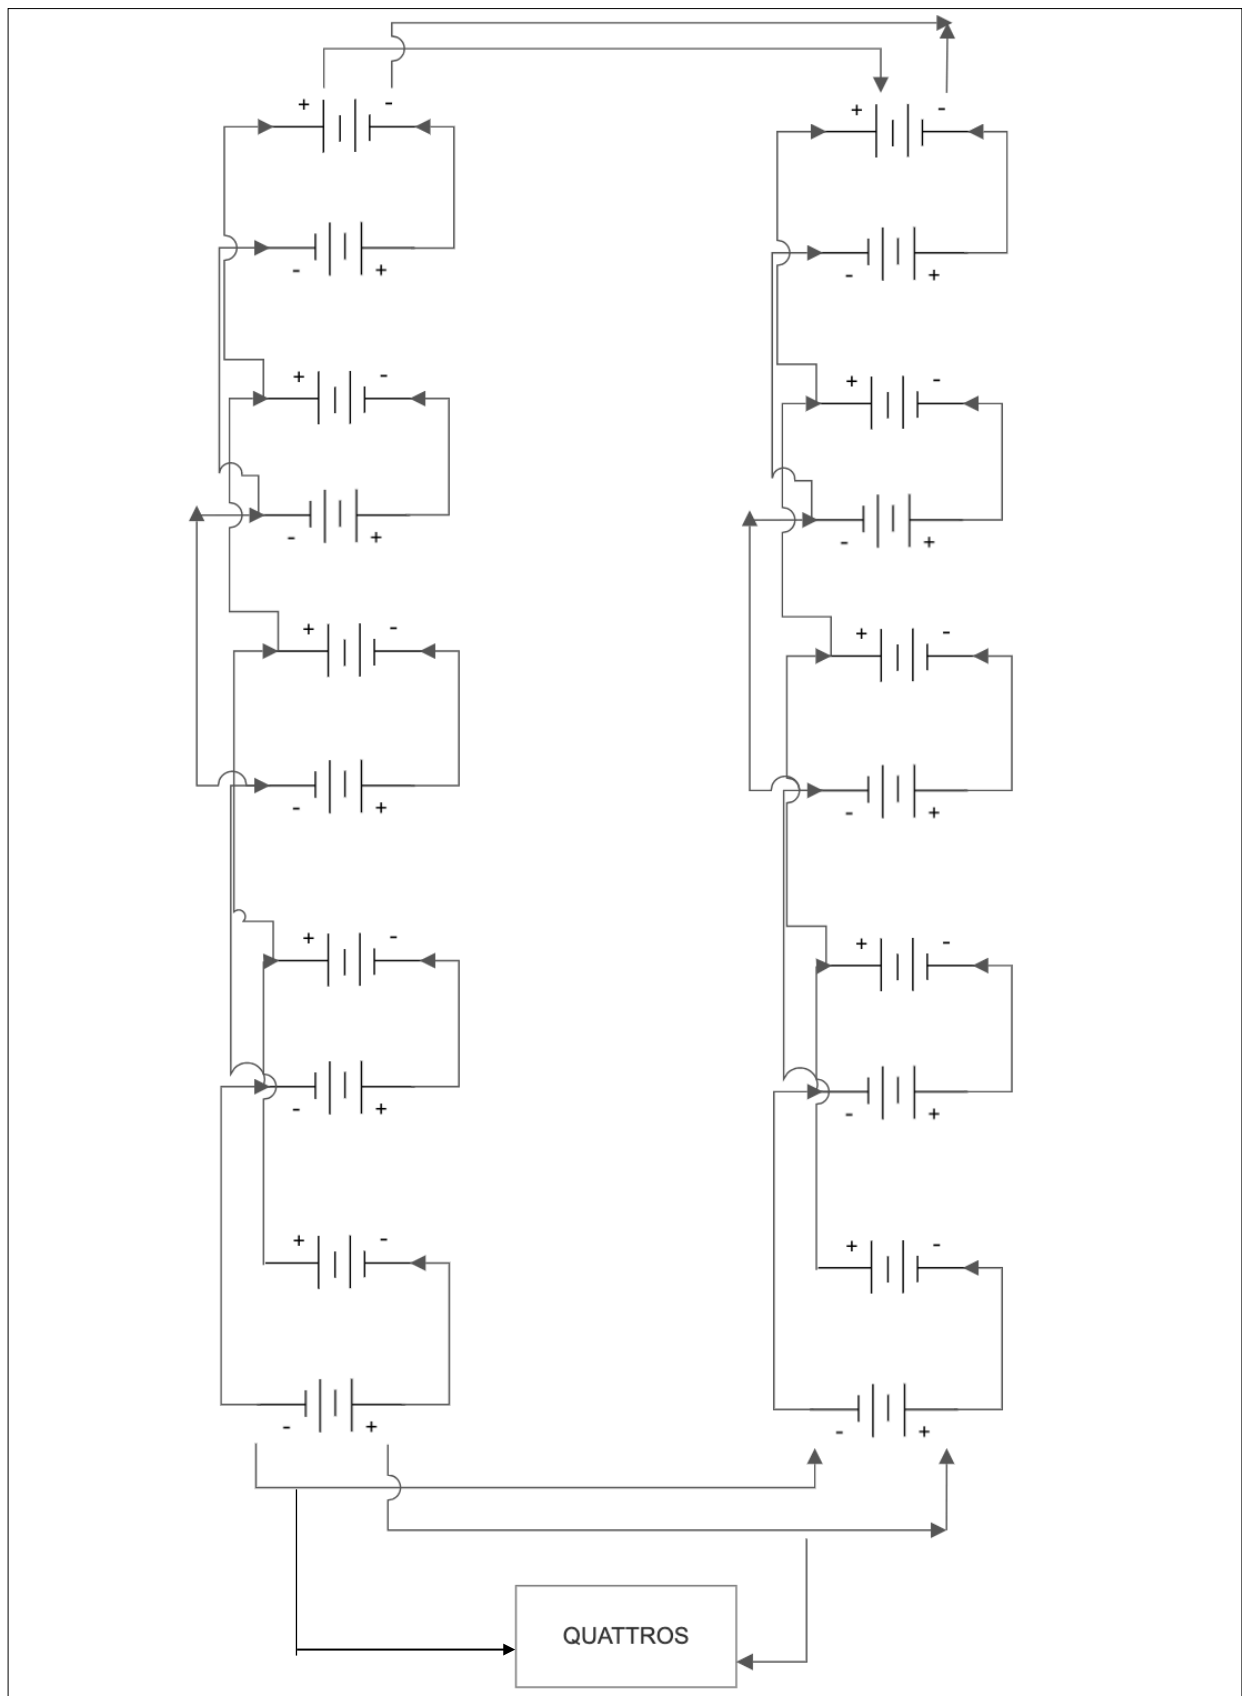 + - + -
- + - +
+ - + -
- + - +
+ - + -
- + - +
+ - + -
- + - +
+ - + -
- + - +
QUATTROS